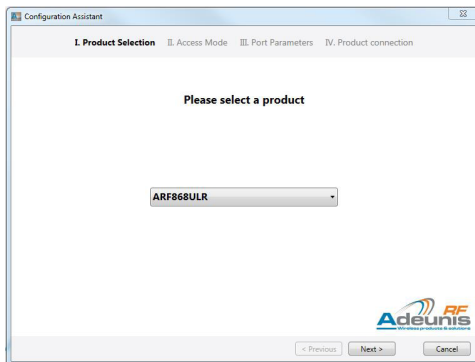 Configuration Assistant
I. Product Selection II. Access Mode III. Port Parameters IV. Product connection
Please select a product
ARF868ULR
Adeunis RF
Wireless products & solutions
< Previous Next > Cancel